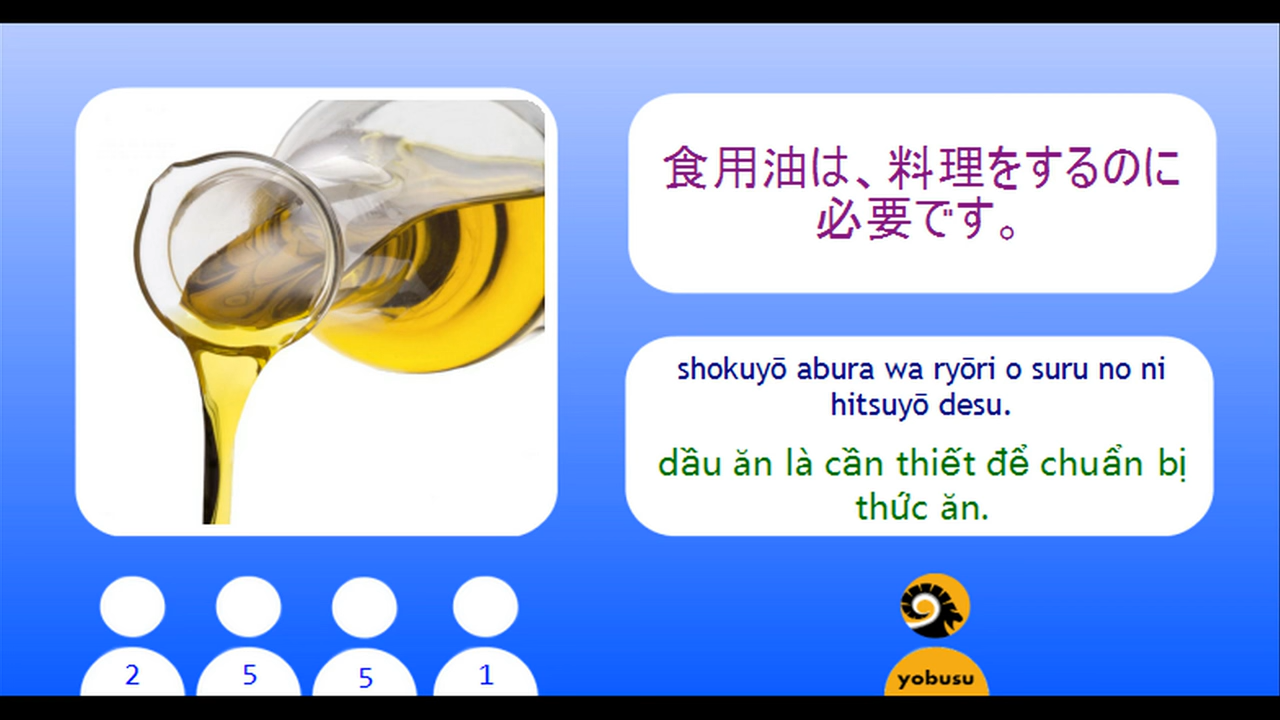 食用油は、料理をするのに
必要です。
shokuyō abura wa ryōri o suru no ni
hitsuyō desu.
dầu ăn là cần thiết để chuẩn bị
thức ăn.
2 5 5 1
yobusu